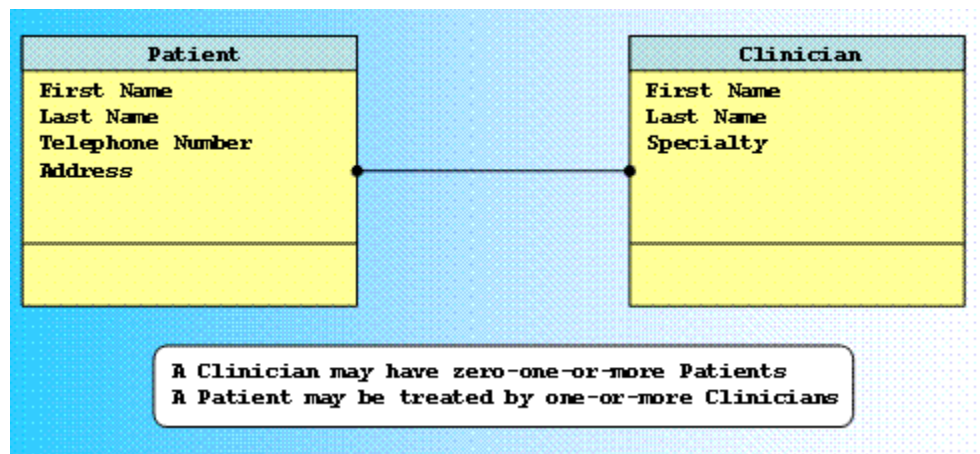 Patient
First Name
Last Name
Telephone Number
Address
Clinician
First Name
Last Name
Specialty
A Clinician may have zero-one-or-more Patients
A Patient may be treated by one-or-more Clinicians